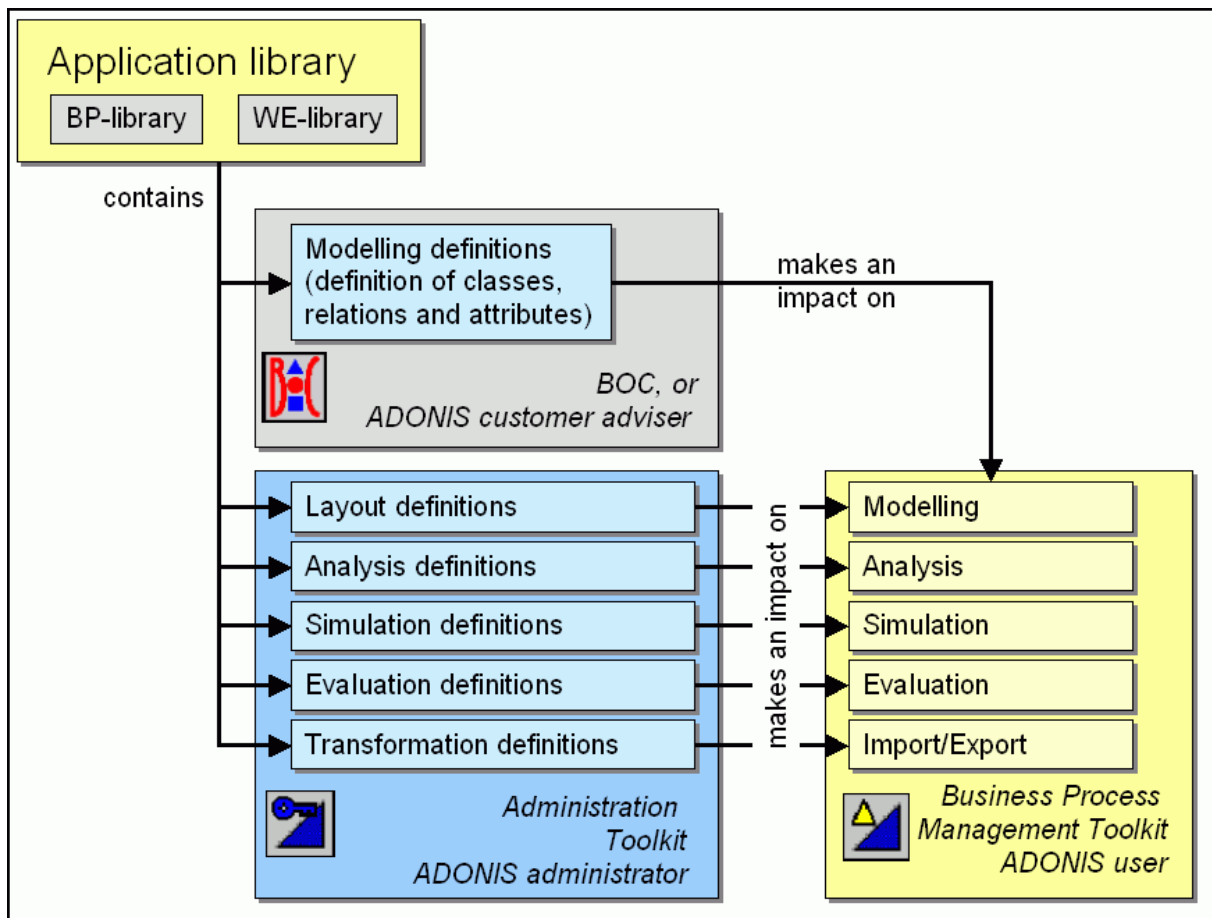 Application library
BP-library
WE-library
contains
Modelling definitions
(definition of classes,
relations and attributes)
makes an
impact on
BOC, or
ADONIS customer adviser
Layout definitions
Analysis definitions
Simulation definitions
Evaluation definitions
Transformation definitions
makes an impact on
Modelling
Analysis
Simulation
Evaluation
Import/Export
Administration
Toolkit
ADONIS administrator
Business Process
Management Toolkit
ADONIS user